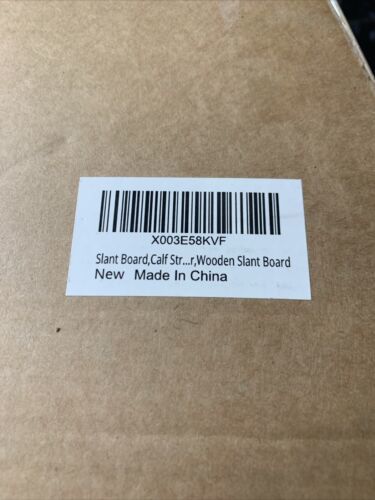 X003E58KVF
Slant Board,Calf Str...r,Wooden Slant Board
New Made In China